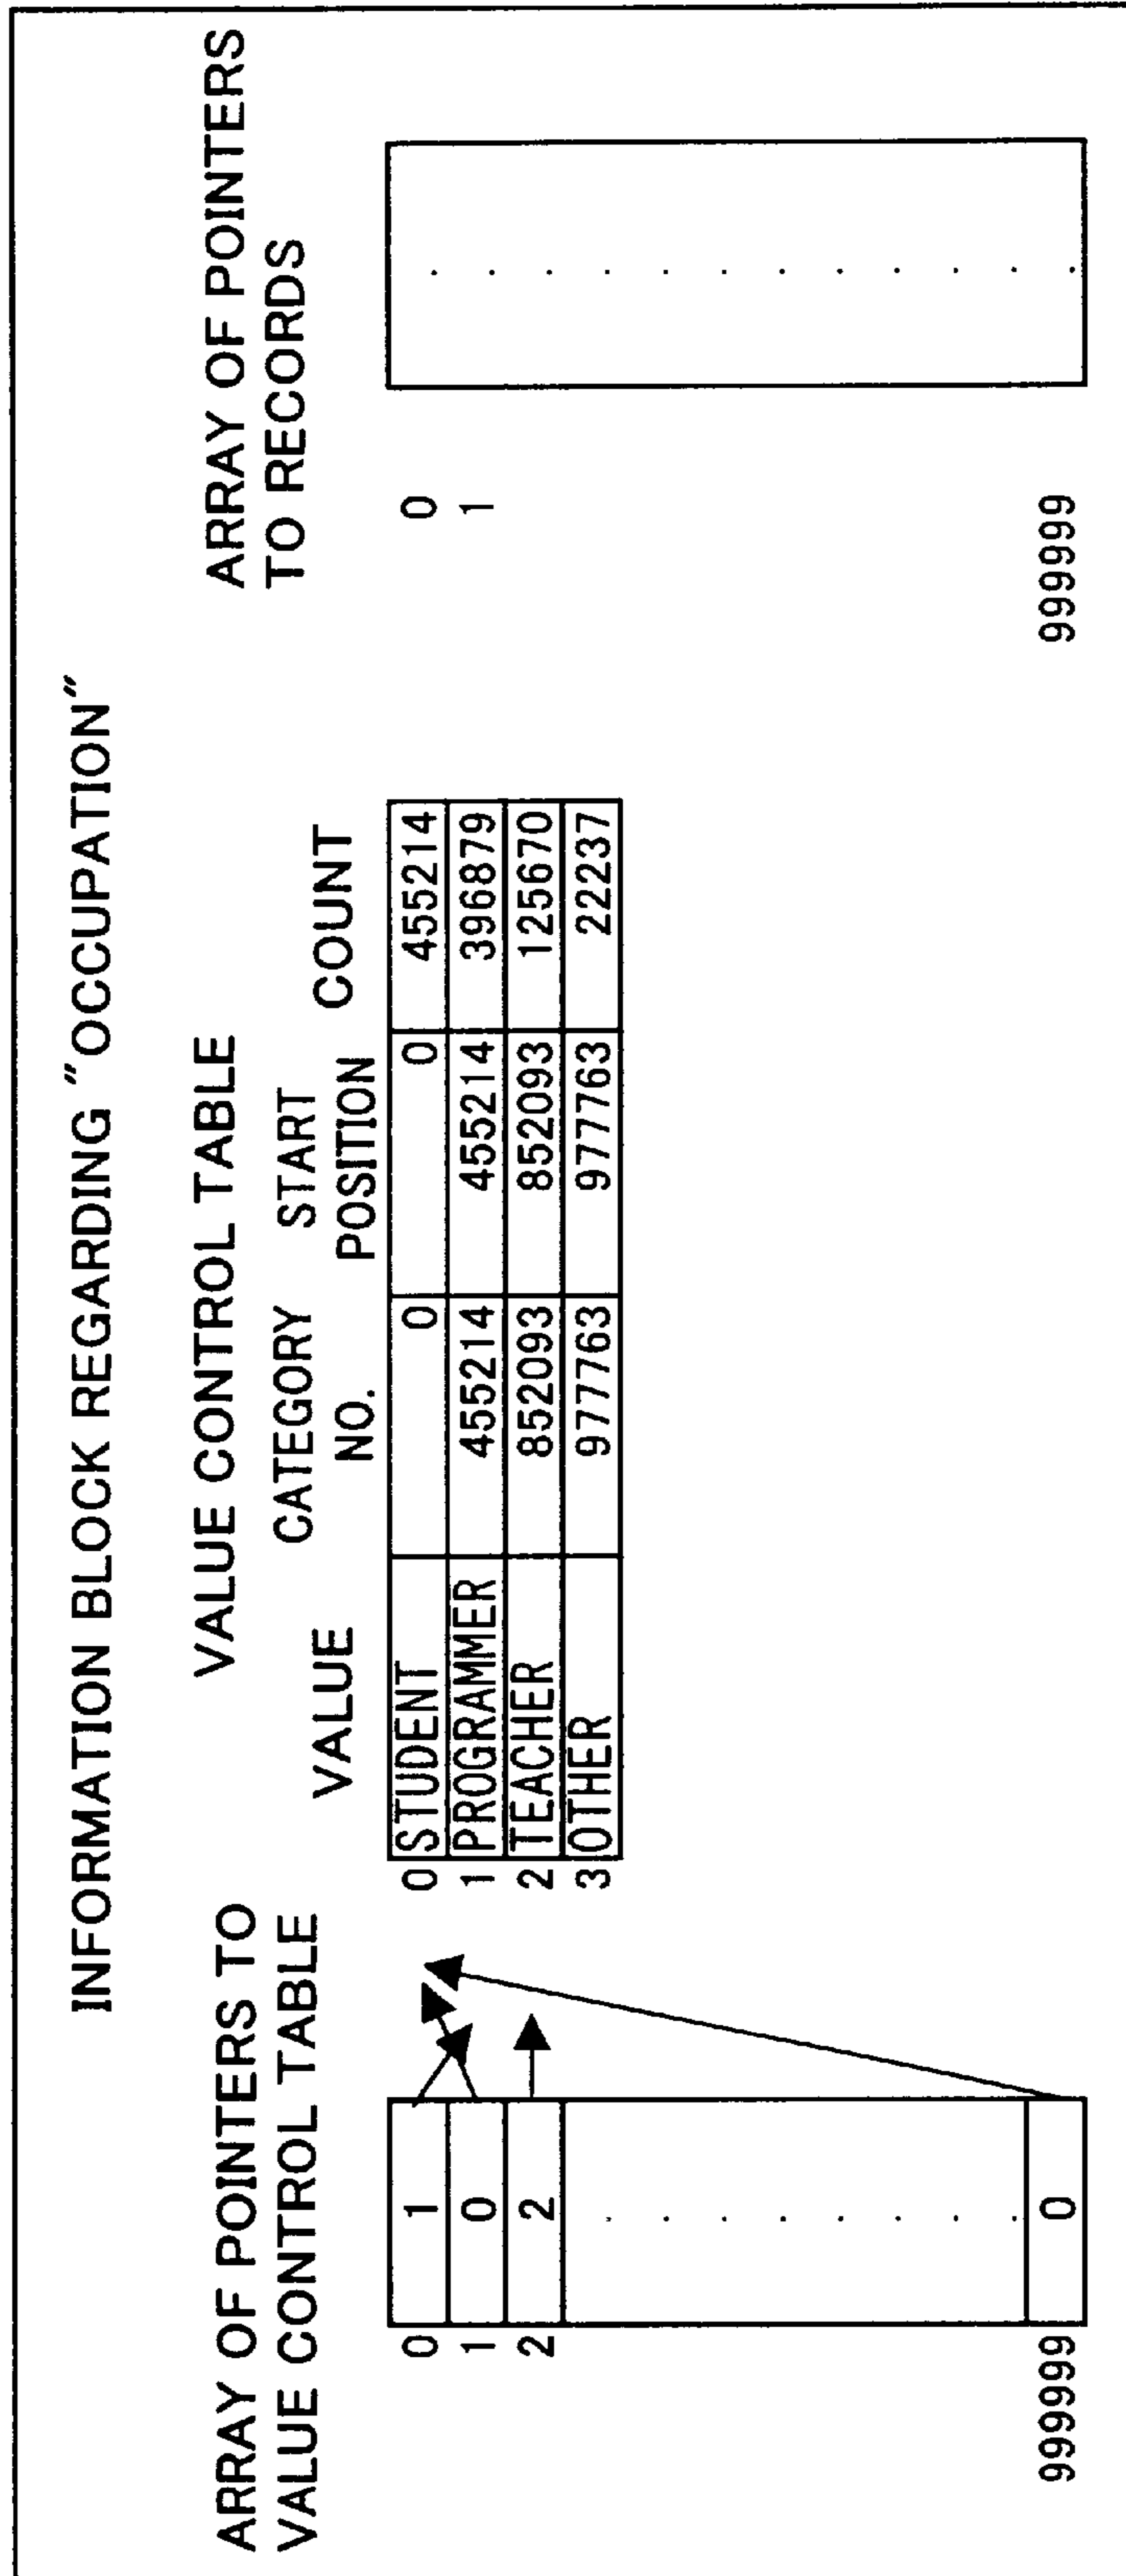 INFORMATION BLOCK REGARDING "OCCUPATION"
ARRAY OF POINTERS TO
VALUE CONTROL TABLE
0 1
1 0
2 2
999999 0
VALUE CONTROL TABLE
VALUE CATEGORY NO. START POSITION COUNT
0 STUDENT 0 0 455214
1 PROGRAMMER 455214 455214 396879
2 TEACHER 852093 852093 125670
3 OTHER 977763 977763 22237
ARRAY OF POINTERS
TO RECORDS
0
1
999999